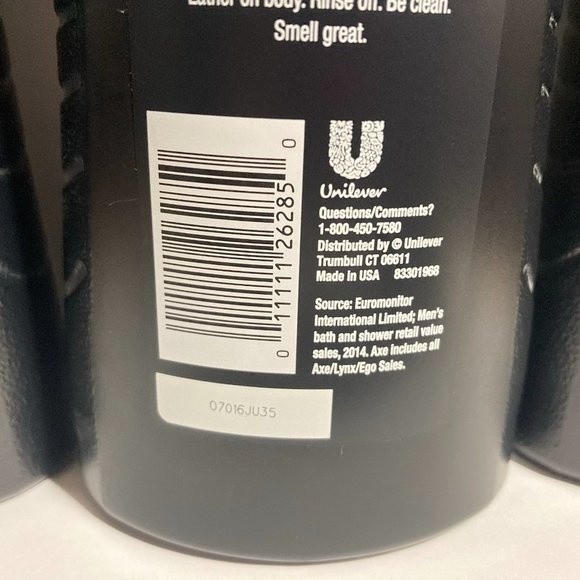 Lather on body. Rinse off. Be clean.
Smell great.
0 11111 26285 0
Unilever
Questions/Comments?
1-800-450-7580
Distributed by © Unilever
Trumbull CT 06611
Made in USA 83301968
Source: Euromonitor
International Limited; Men's
bath and shower retail value
sales, 2014. Axe includes all
Axe/Lynx/Ego Sales.
07016JU35